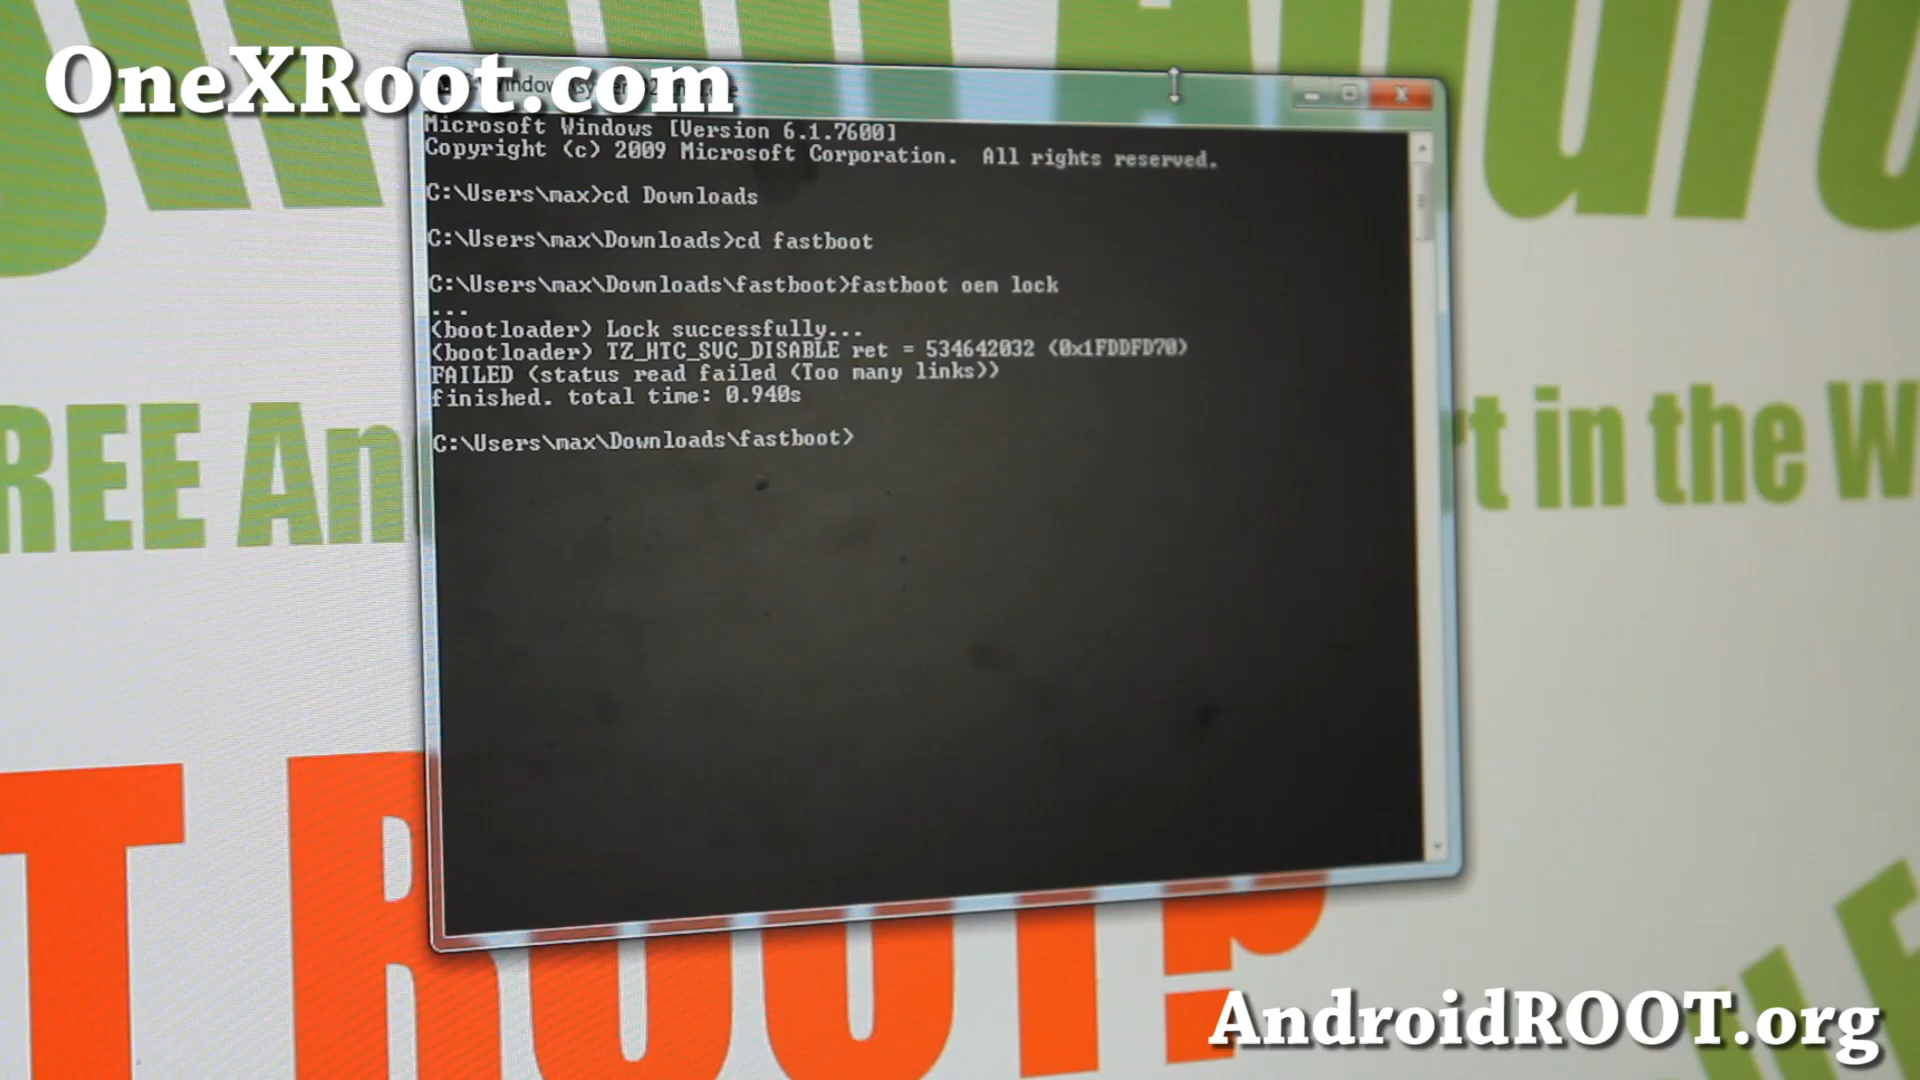 OneXRoot.com
Microsoft Windows [Version 6.1.7600]
Copyright (c) 2009 Microsoft Corporation.  All rights reserved.
C:\Users\max>cd Downloads
C:\Users\max\Downloads>cd fastboot
C:\Users\max\Downloads\fastboot>fastboot oem lock
...
(bootloader) Lock successfully...
(bootloader) TZ_HTC_SVC_DISABLE ret = 534642032 (0x1FDDFD70)
FAILED (status read failed (Too many links))
finished. total time: 0.940s
C:\Users\max\Downloads\fastboot>
in the
ROOT?
AndroidROOT.org